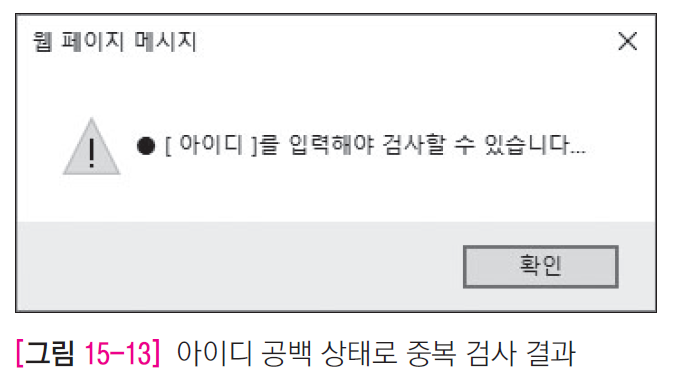 웹 페이지 메시지
● [ 아이디 ]를 입력해야 검사할 수 있습니다...
확인
[그림 15-13] 아이디 공백 상태로 중복 검사 결과